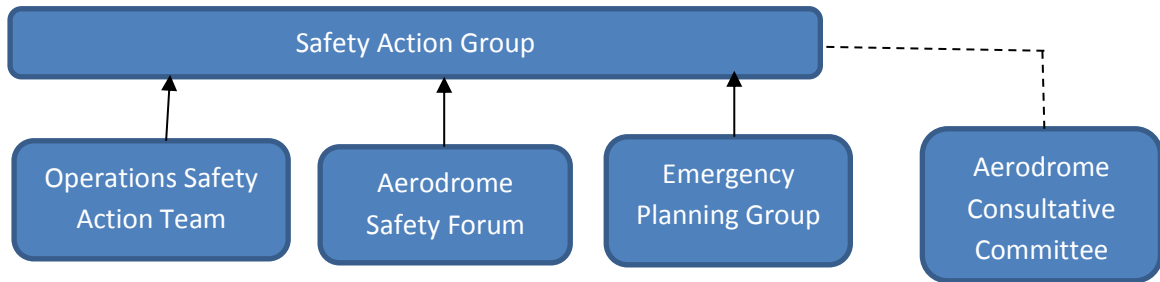 Safety Action Group
Operations Safety
Action Team
Aerodrome
Safety Forum
Emergency
Planning Group
Aerodrome
Consultative
Committee